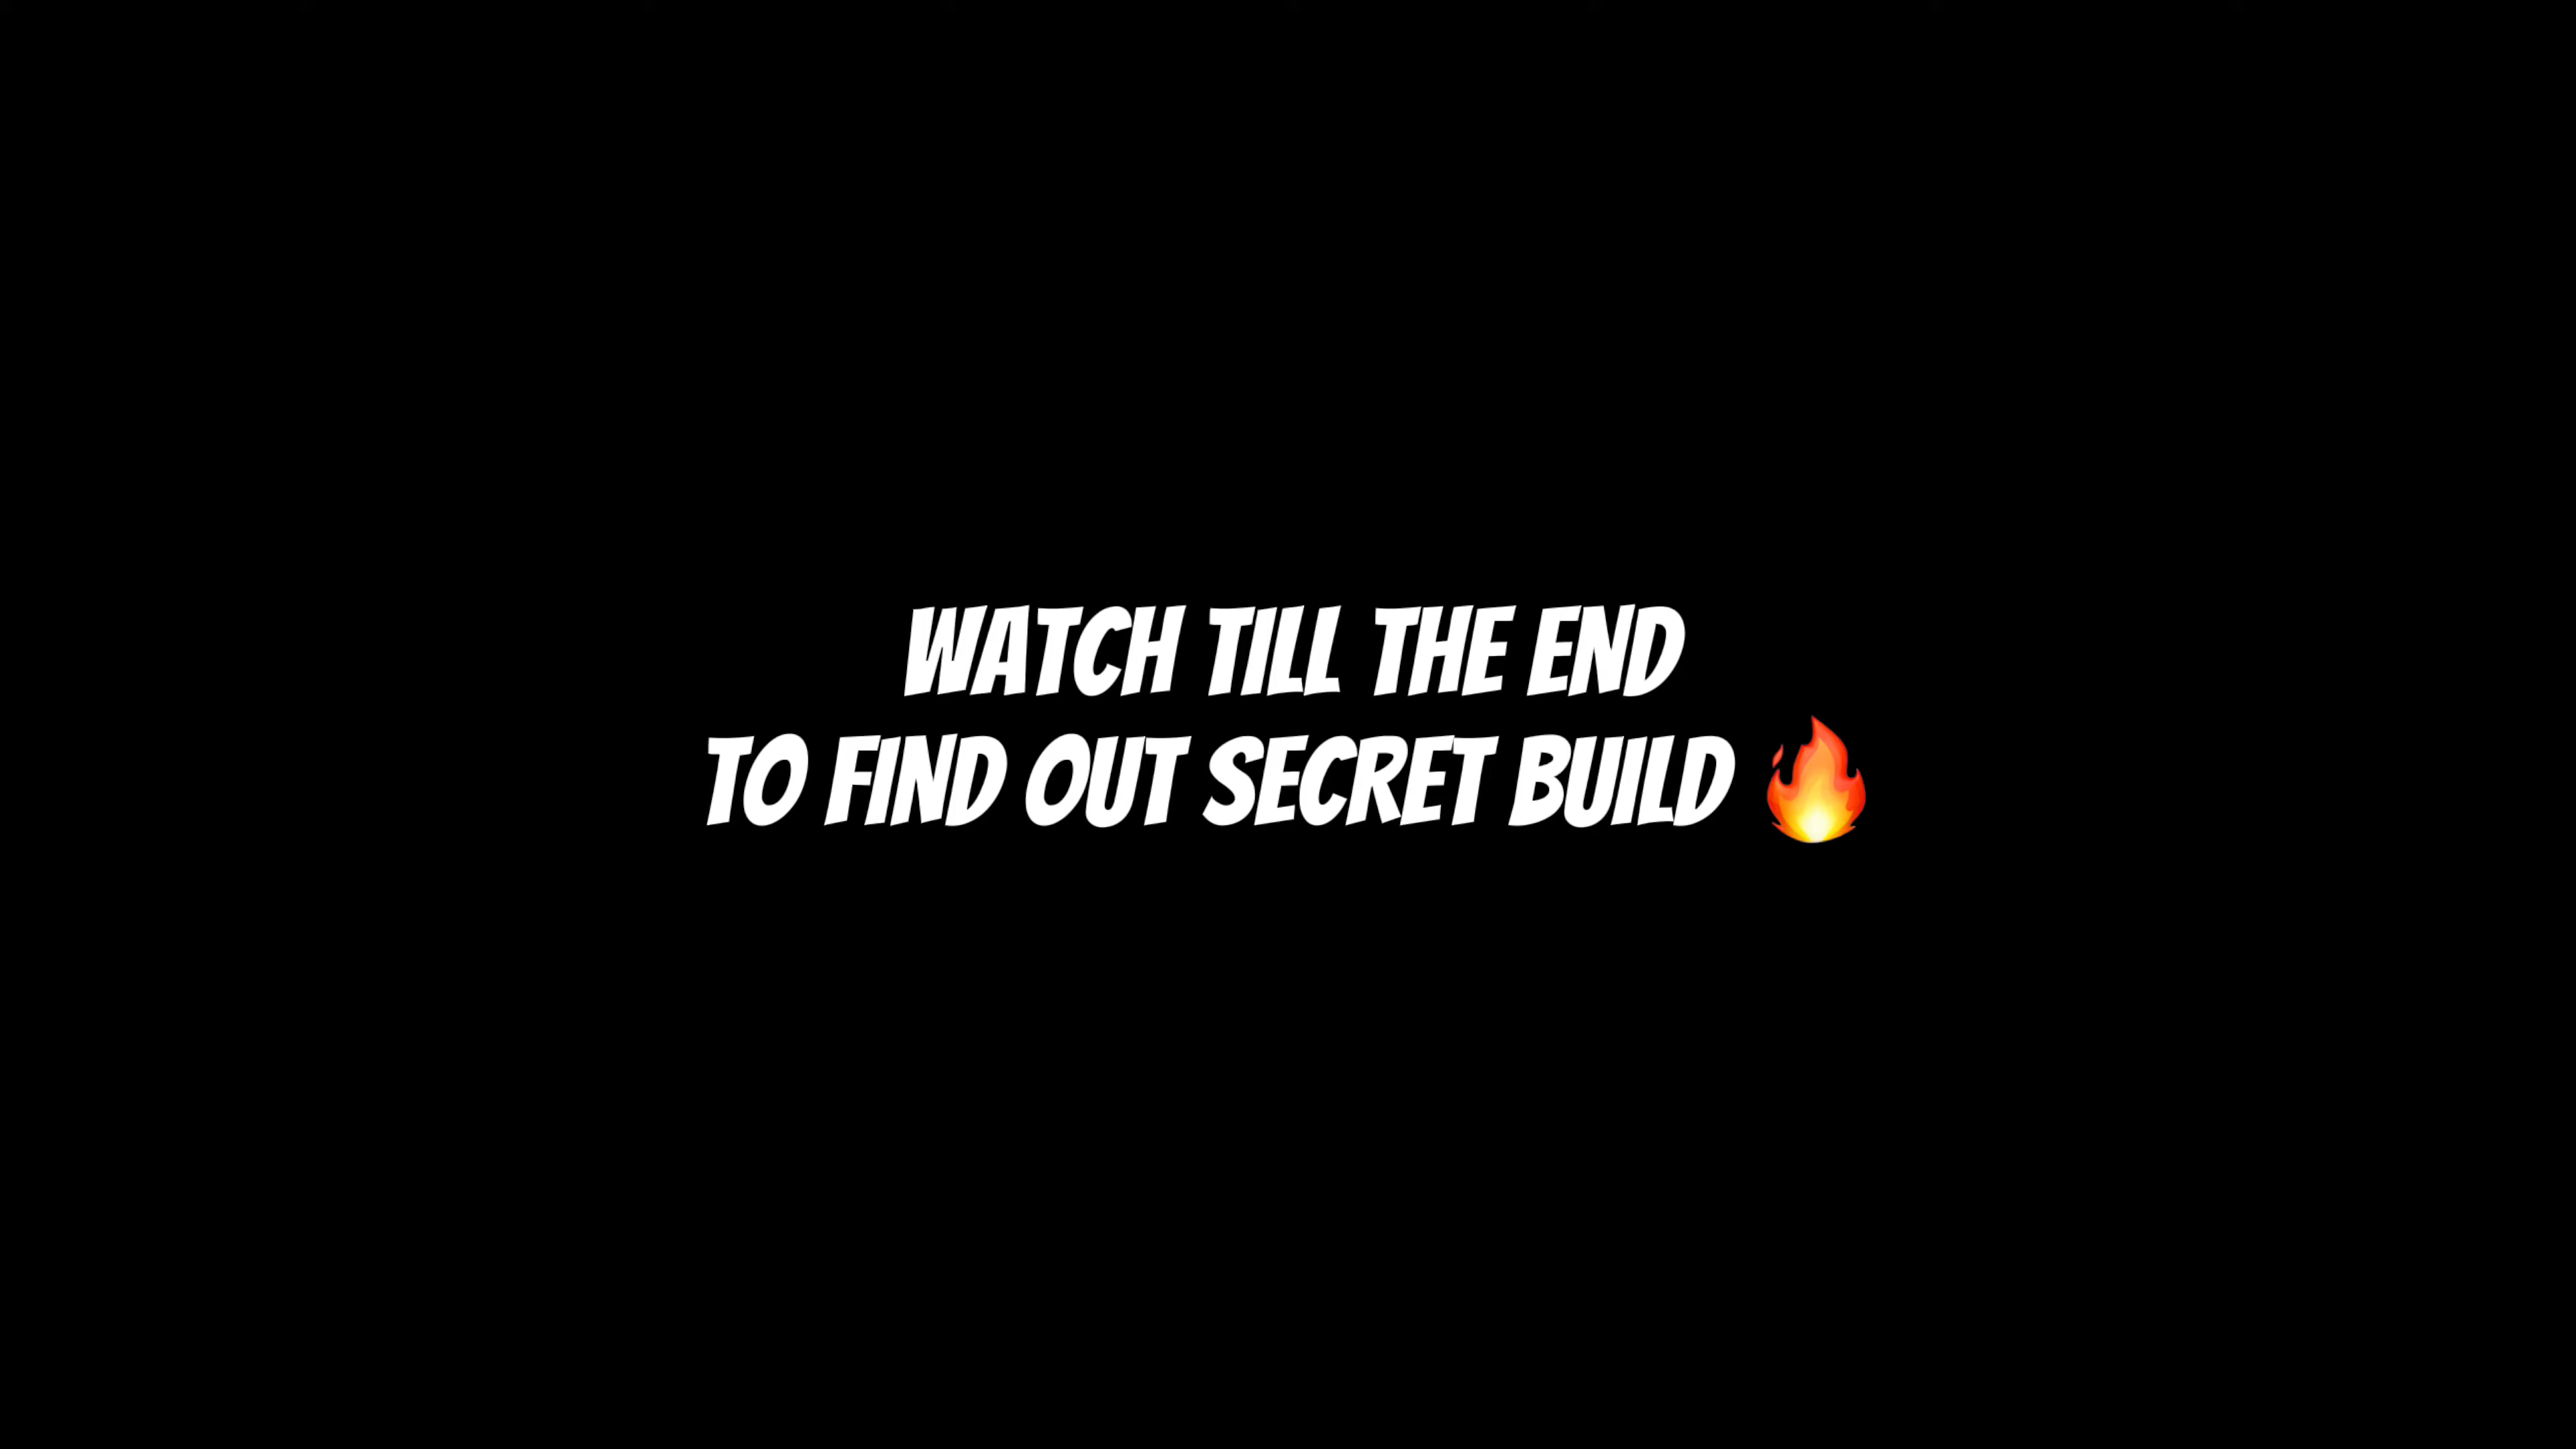 WATCH TILL THE END
TO FIND OUT SECRET BUILD 🔥